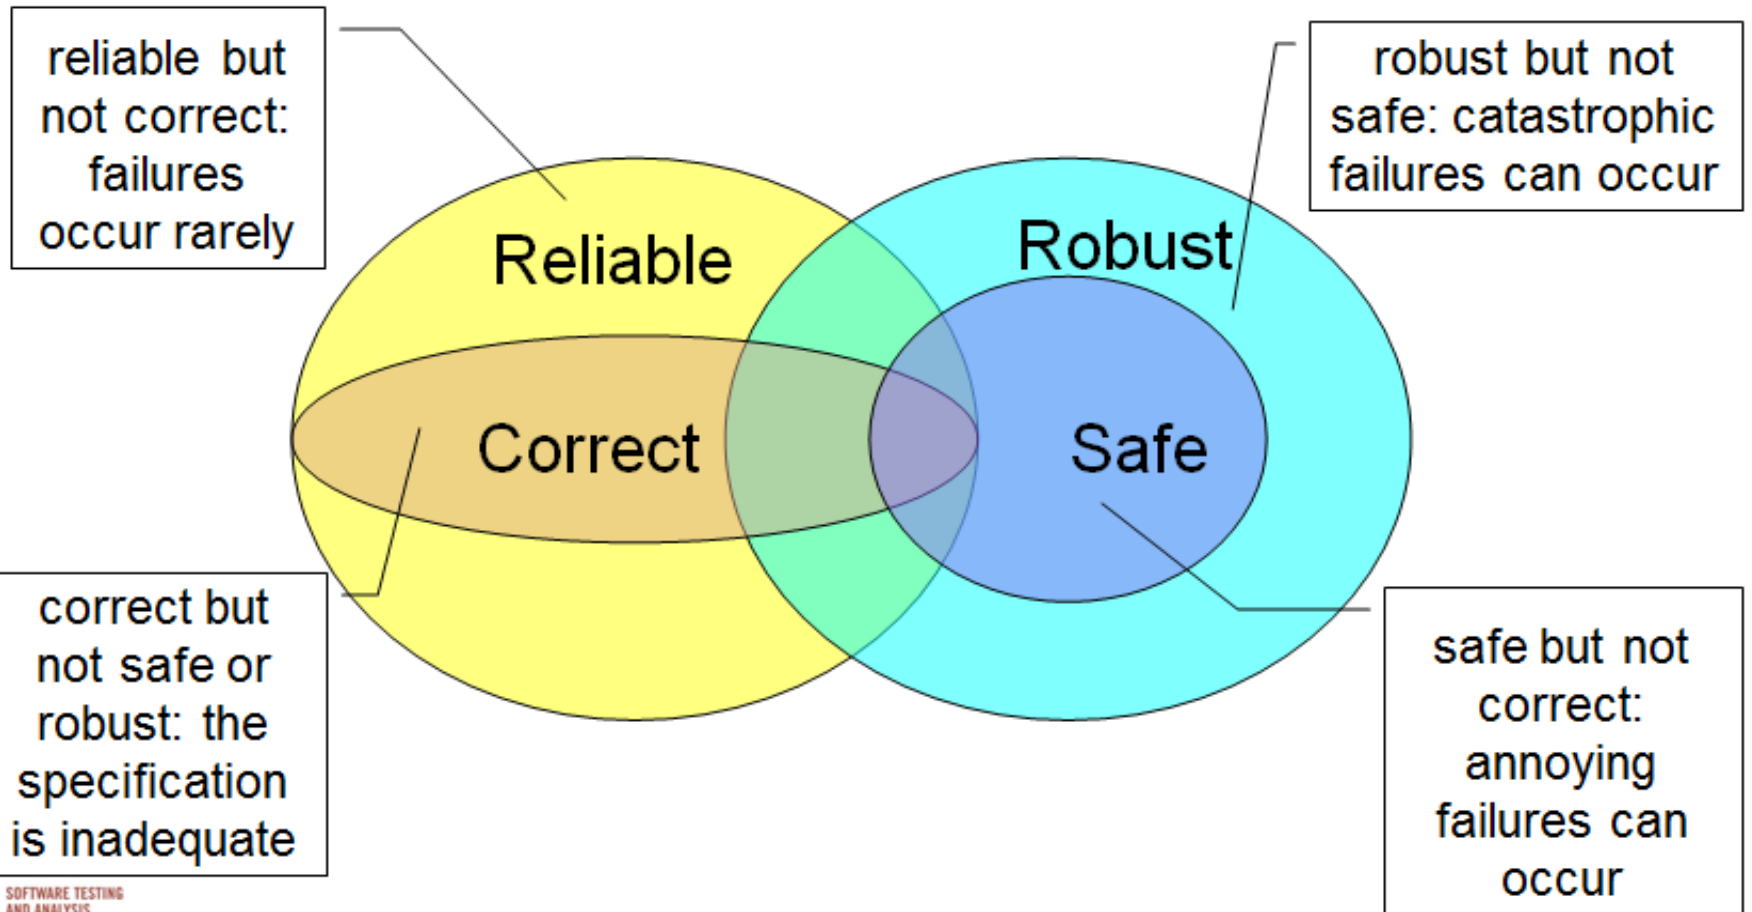 reliable but
not correct:
failures
occur rarely
robust but not
safe: catastrophic
failures can occur
Reliable
Robust
Correct
Safe
correct but
not safe or
robust: the
specification
is inadequate
safe but not
correct:
annoying
failures can
occur
SOFTWARE TESTING
AND ANALYSIS